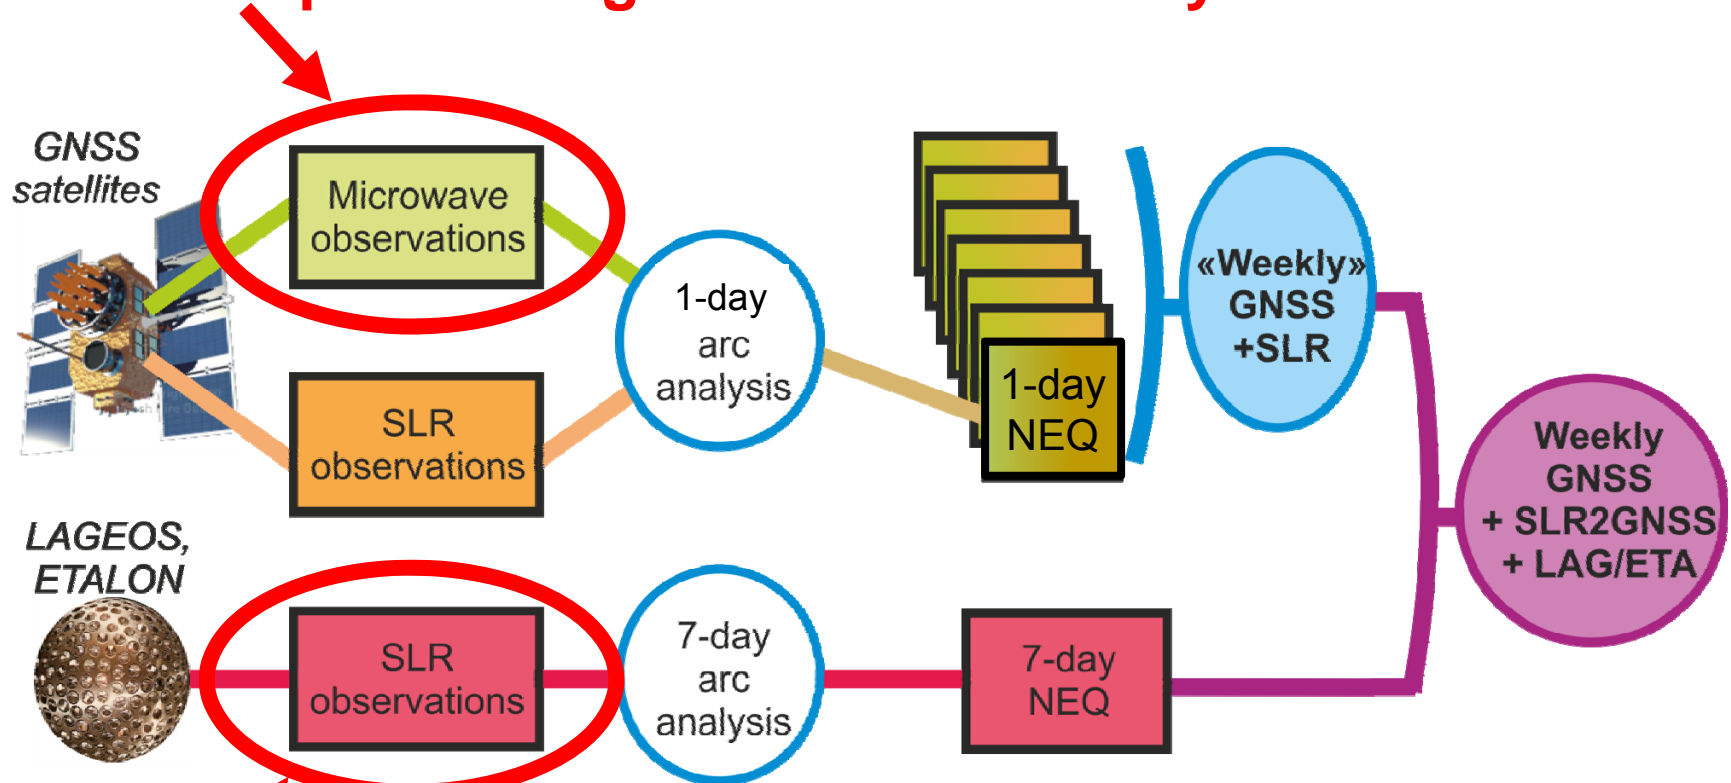 GNSS
satellites
Microwave
observations
SLR
observations
1-day
arc
analysis
1-day
NEQ
«Weekly»
GNSS
+SLR
Weekly
GNSS
+ SLR2GNSS
+ LAG/ETA
LAGEOS,
ETALON
SLR
observations
7-day
arc
analysis
7-day
NEQ